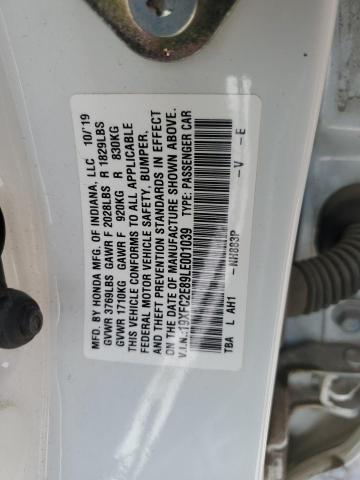 MFD. BY HONDA MFG. OF INDIANA, LLC 10/'19
GVWR 3769LBS GAWR F 2028LBS R 1829LBS
GVWR 1710KG GAWR F 920KG R 830KG
THIS VEHICLE CONFORMS TO ALL APPLICABLE
FEDERAL MOTOR VEHICLE SAFETY, BUMPER,
AND THEFT PREVENTION STANDARDS IN EFFECT
ON THE DATE OF MANUFACTURE SHOWN ABOVE.
V.I.N.:19XFC2E89LE001039 TYPE: PASSENGER CAR
-NH883P -V -E
TBA L AH1